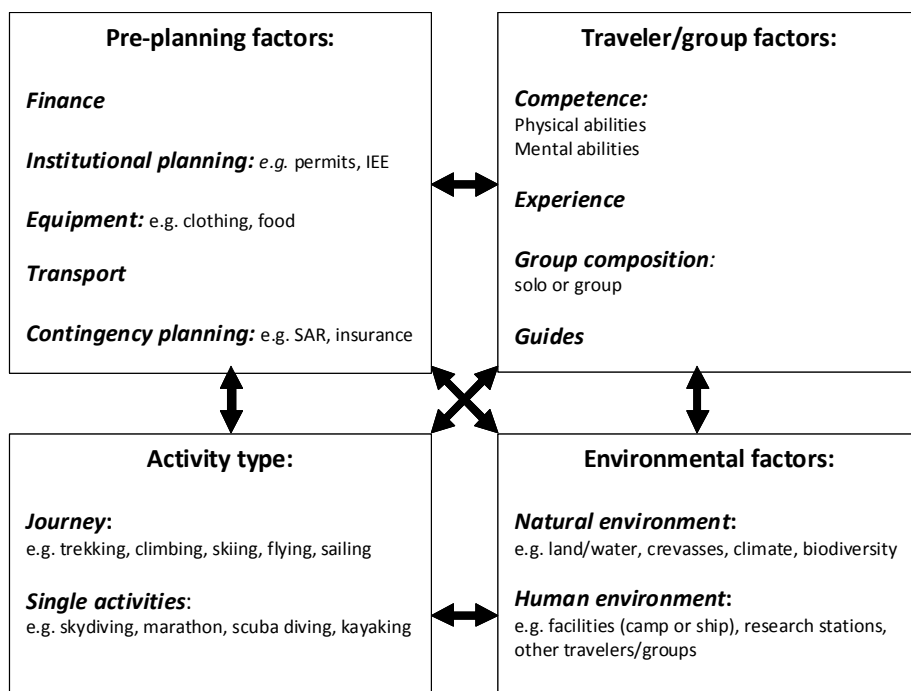 Pre-planning factors:
Finance
Institutional planning: e.g. permits, IEE
Equipment: e.g. clothing, food
Transport
Contingency planning: e.g. SAR, insurance
Traveler/group factors:
Competence:
Physical abilities
Mental abilities
Experience
Group composition:
solo or group
Guides
Activity type:
Journey:
e.g. trekking, climbing, skiing, flying, sailing
Single activities:
e.g. skydiving, marathon, scuba diving, kayaking
Environmental factors:
Natural environment:
e.g. land/water, crevasses, climate, biodiversity
Human environment:
e.g. facilities (camp or ship), research stations,
other travelers/groups